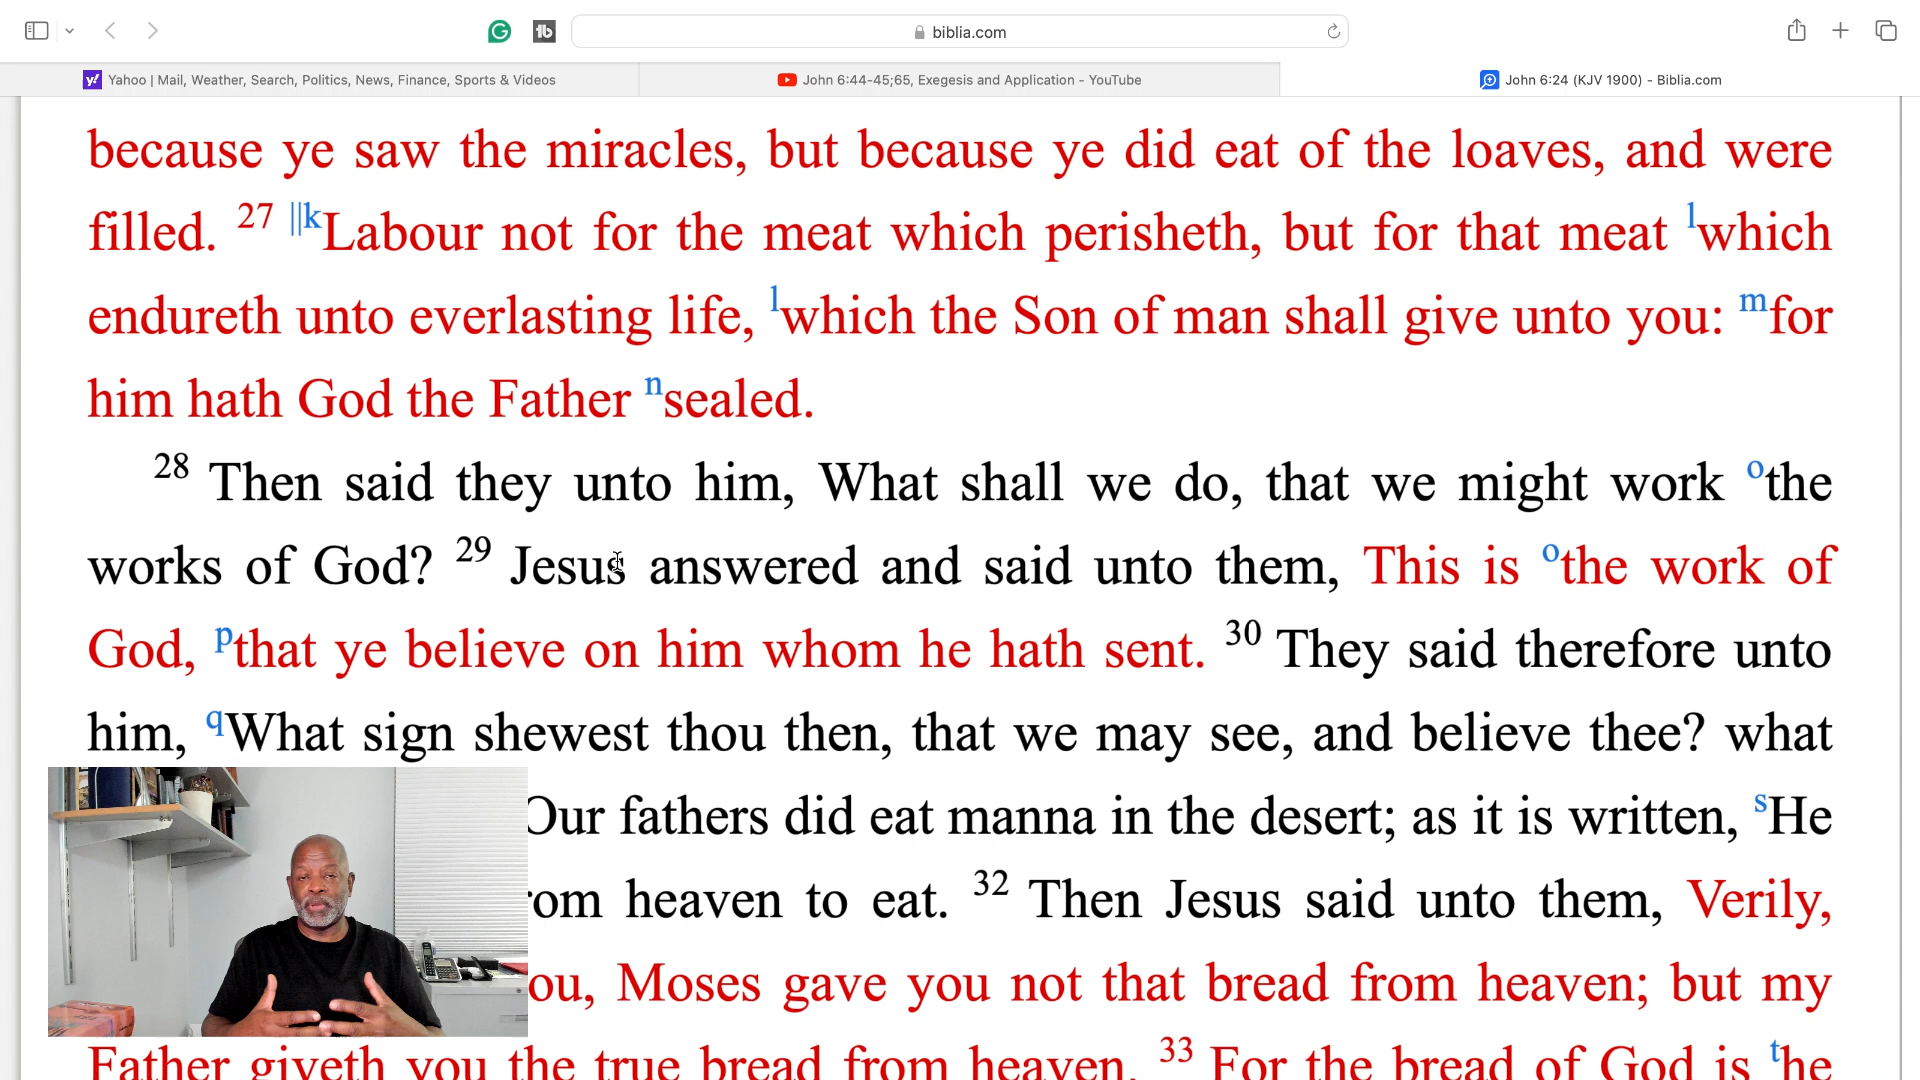 biblia.com
Yahoo | Mail, Weather, Search, Politics, News, Finance, Sports & Videos
John 6:44-45;65, Exegesis and Application - YouTube
John 6:24 (KJV 1900) - Biblia.com
because ye saw the miracles, but because ye did eat of the loaves, and were
filled. 27 ||kLabour not for the meat which perisheth, but for that meat lwhich
endureth unto everlasting life, lwhich the Son of man shall give unto you: mfor
him hath God the Father nsealed.
28 Then said they unto him, What shall we do, that we might work othe
works of God? 29 Jesus answered and said unto them, This is othe work of
God, pthat ye believe on him whom he hath sent. 30 They said therefore unto
him, qWhat sign shewest thou then, that we may see, and believe thee? what
Our fathers did eat manna in the desert; as it is written, sHe
om heaven to eat. 32 Then Jesus said unto them, Verily,
ou, Moses gave you not that bread from heaven; but my
Father giveth you the true bread from heaven. 33 For the bread of God is the